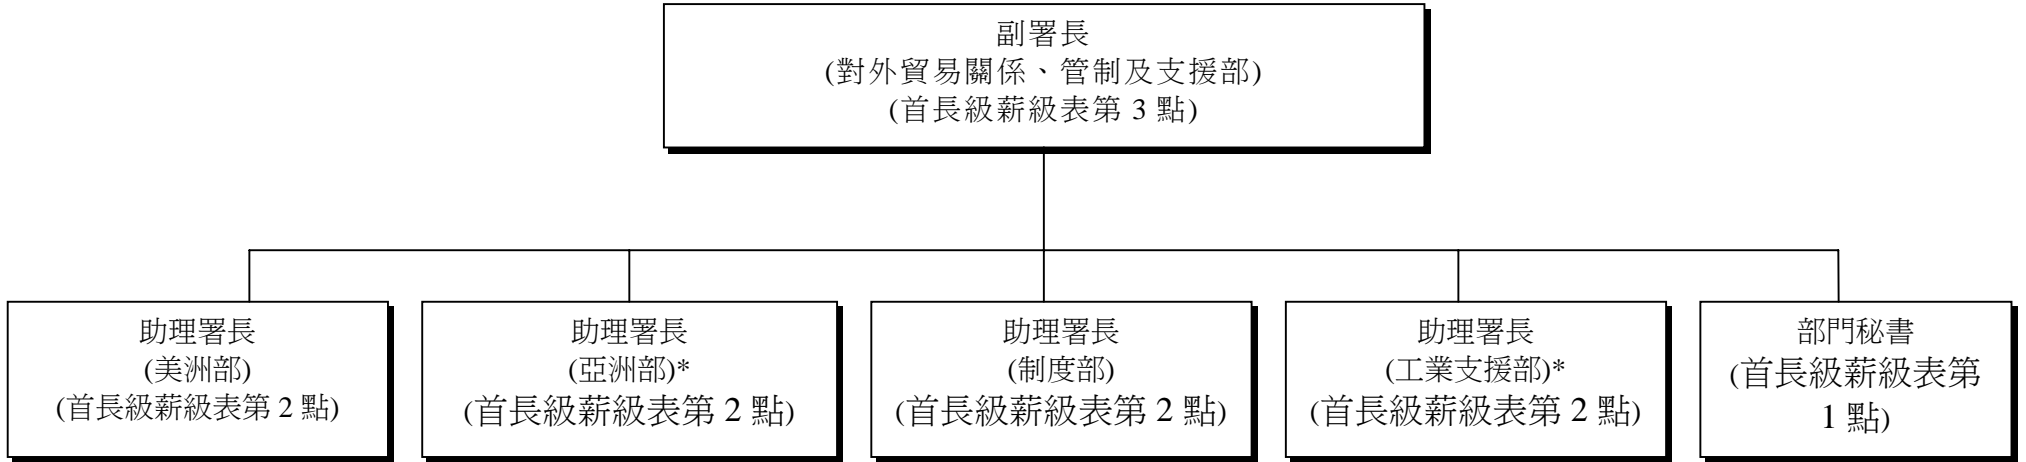 副署長
(對外貿易關係、管制及支援部)
(首長級薪級表第 3 點)
助理署長
(美洲部)
(首長級薪級表第 2 點)
助理署長
(亞洲部)*
(首長級薪級表第 2 點)
助理署長
(制度部)
(首長級薪級表第 2 點)
助理署長
(工業支援部)*
(首長級薪級表第 2 點)
部門秘書
(首長級薪級表第
1 點)